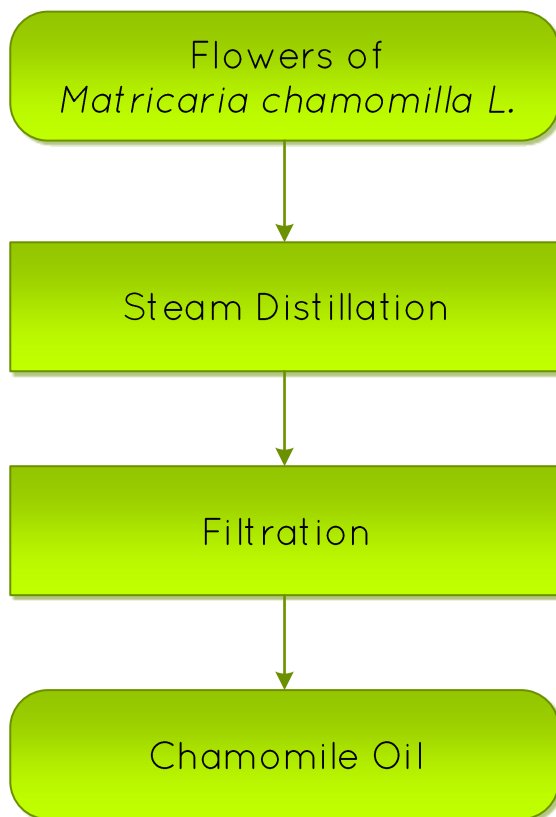 Flowers of
Matricaria chamomilla L.
Steam Distillation
Filtration
Chamomile Oil